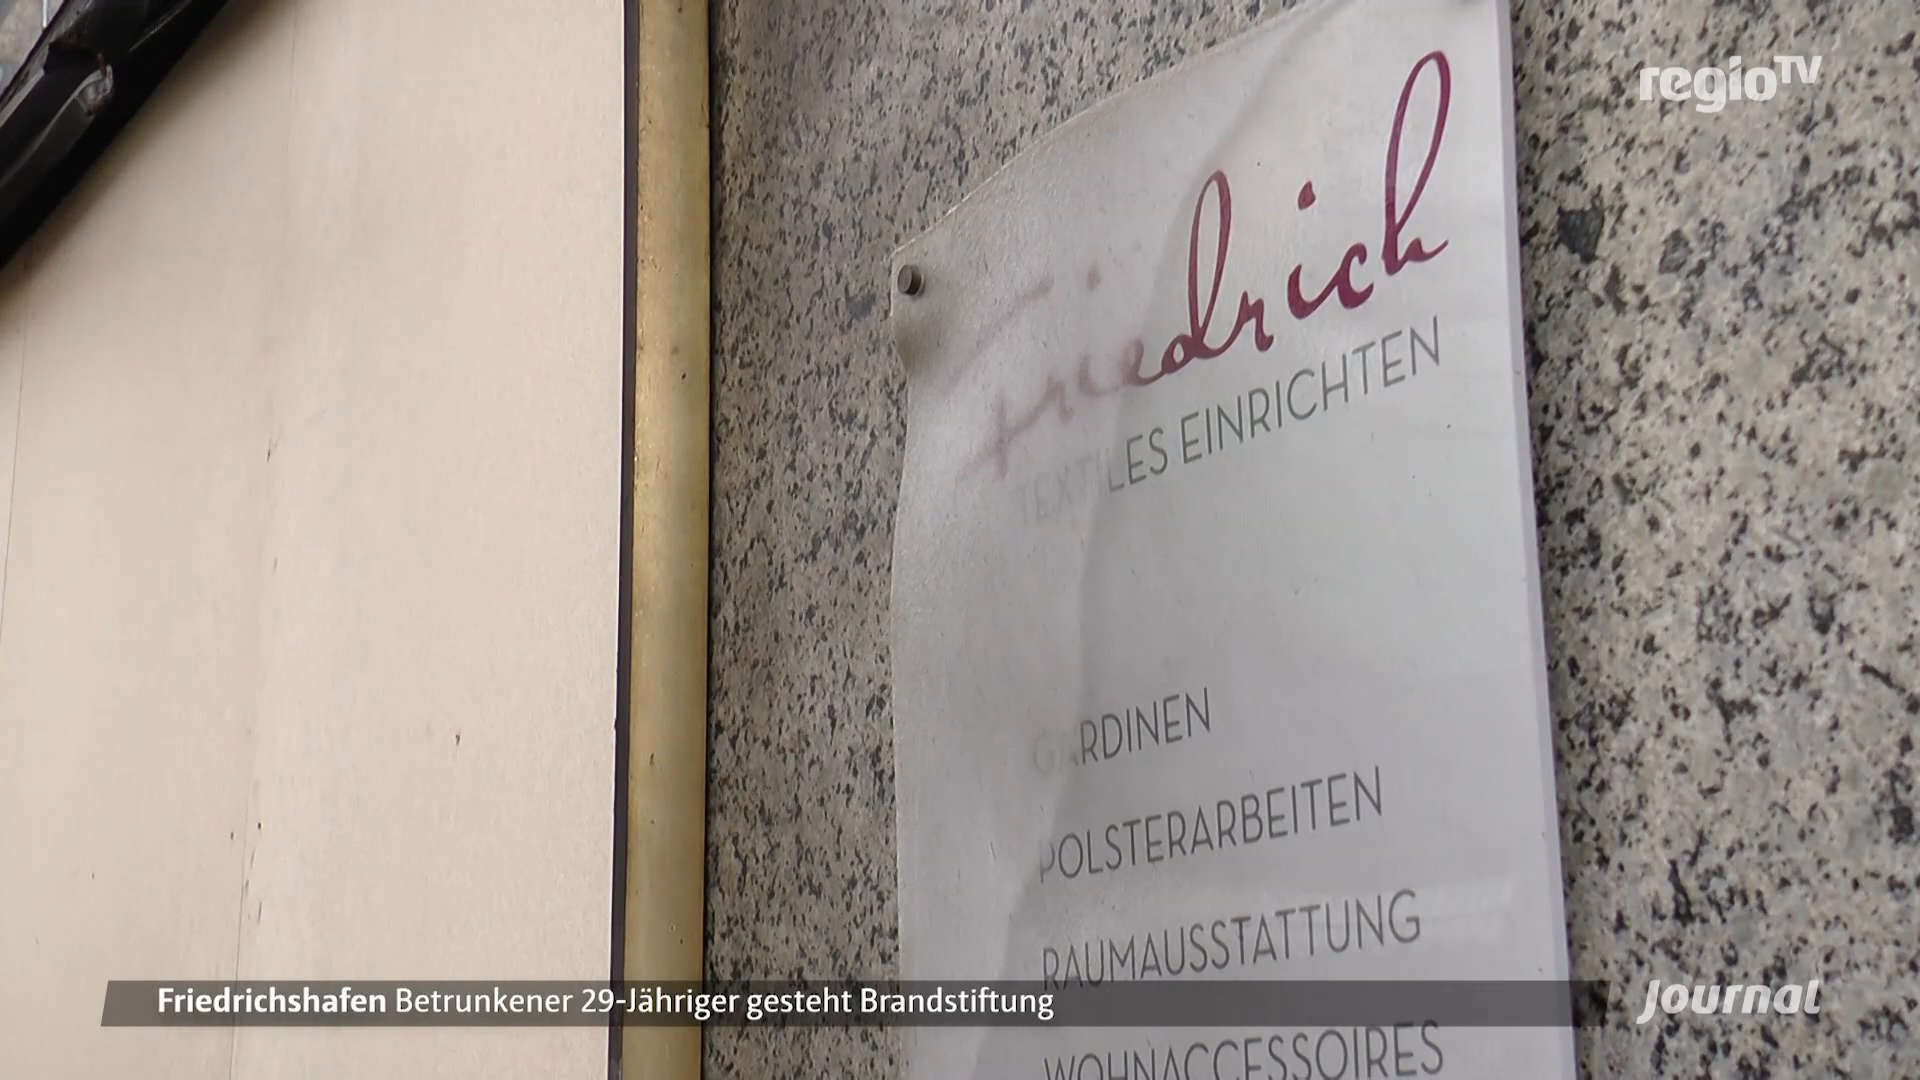 regioTV
Friedrich
TEXTILES EINRICHTEN
GARDINEN
POLSTERARBEITEN
RAUMAUSSTATTUNG
WOHNACCESSOIRES
Friedrichshafen Betrunkener 29-Jähriger gesteht Brandstiftung
Journal